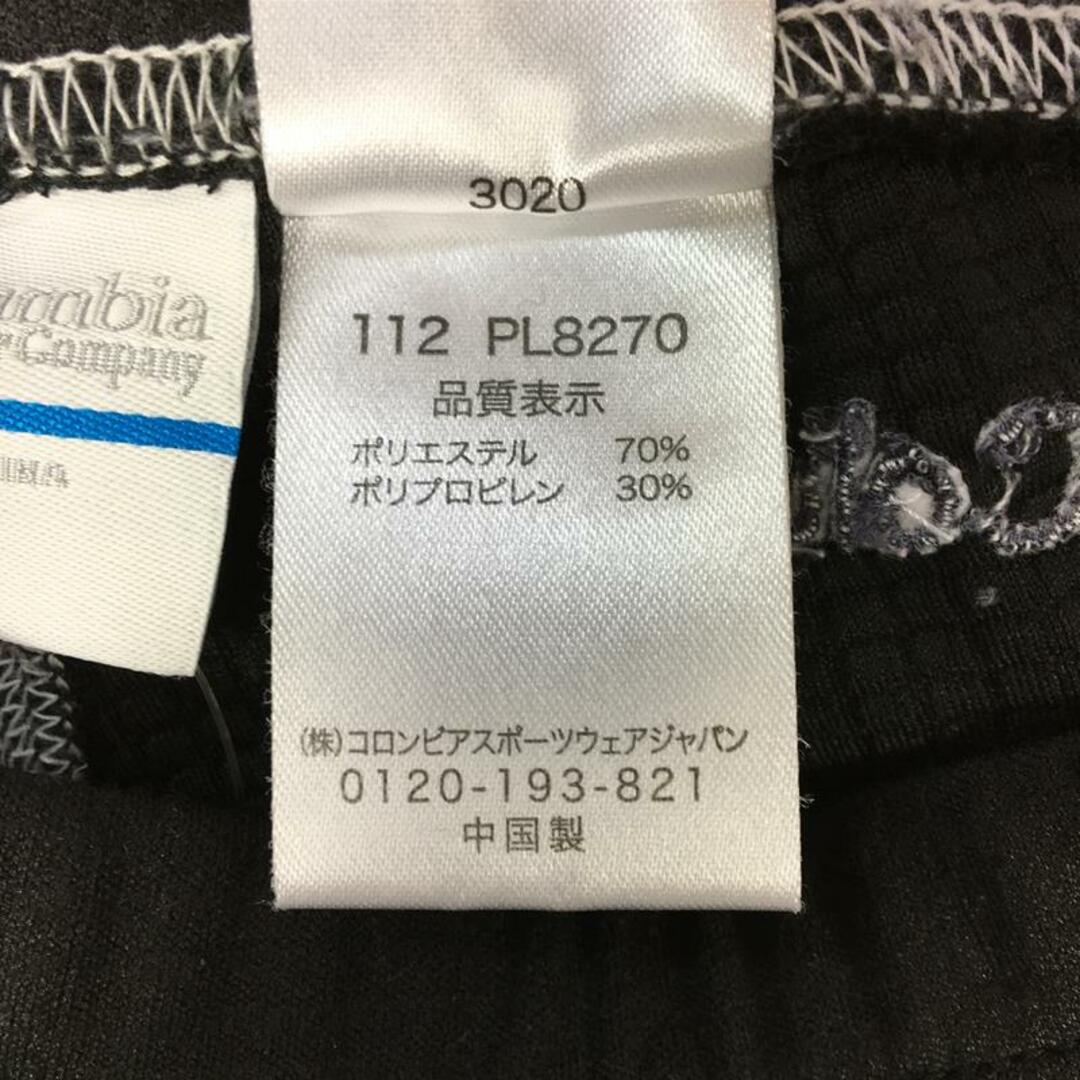 3020
112 PL8270
品質表示
ポリエステル 70%
ポリプロピレン 30%
(株)コロンビアスポーツウェアジャパン
0120-193-821
中国製
umbia
Company